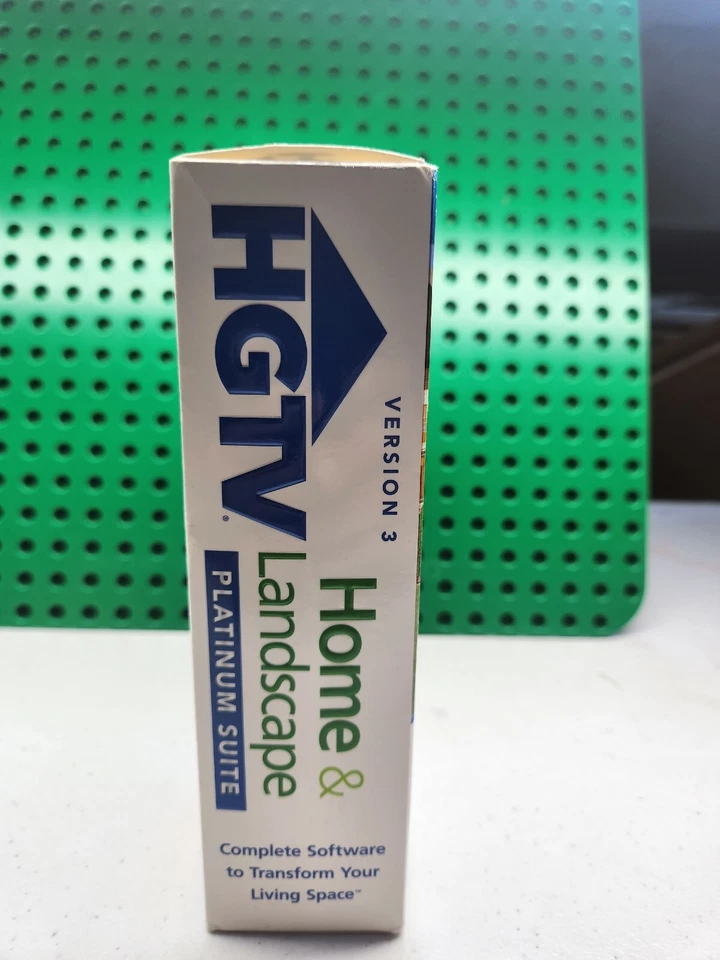 HGTV®
VERSION 3
Home &
Landscape
PLATINUM SUITE
Complete Software
to Transform Your
Living Space™